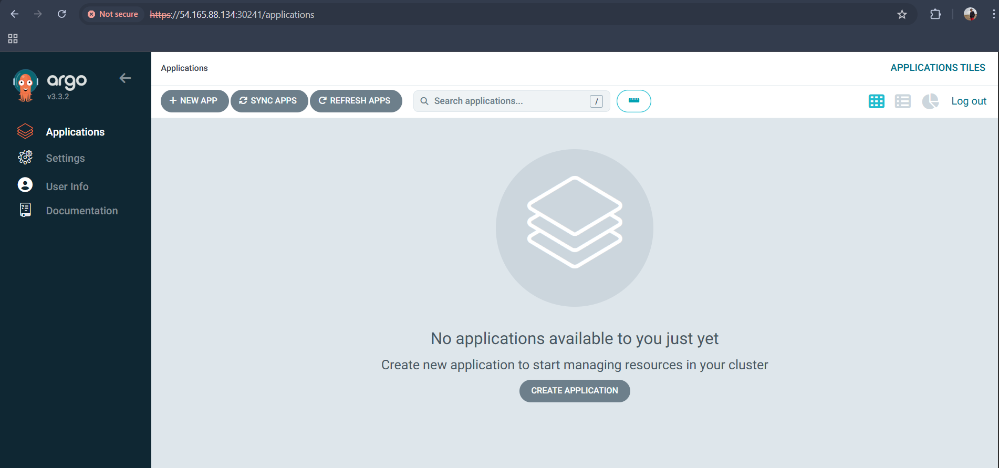 Not secure https://54.165.88.134:30241/applications
argo
v3.3.2
Applications
Settings
User Info
Documentation
Applications
APPLICATIONS TILES
NEW APP
SYNC APPS
REFRESH APPS
Search applications...
/
Log out
No applications available to you just yet
Create new application to start managing resources in your cluster
CREATE APPLICATION